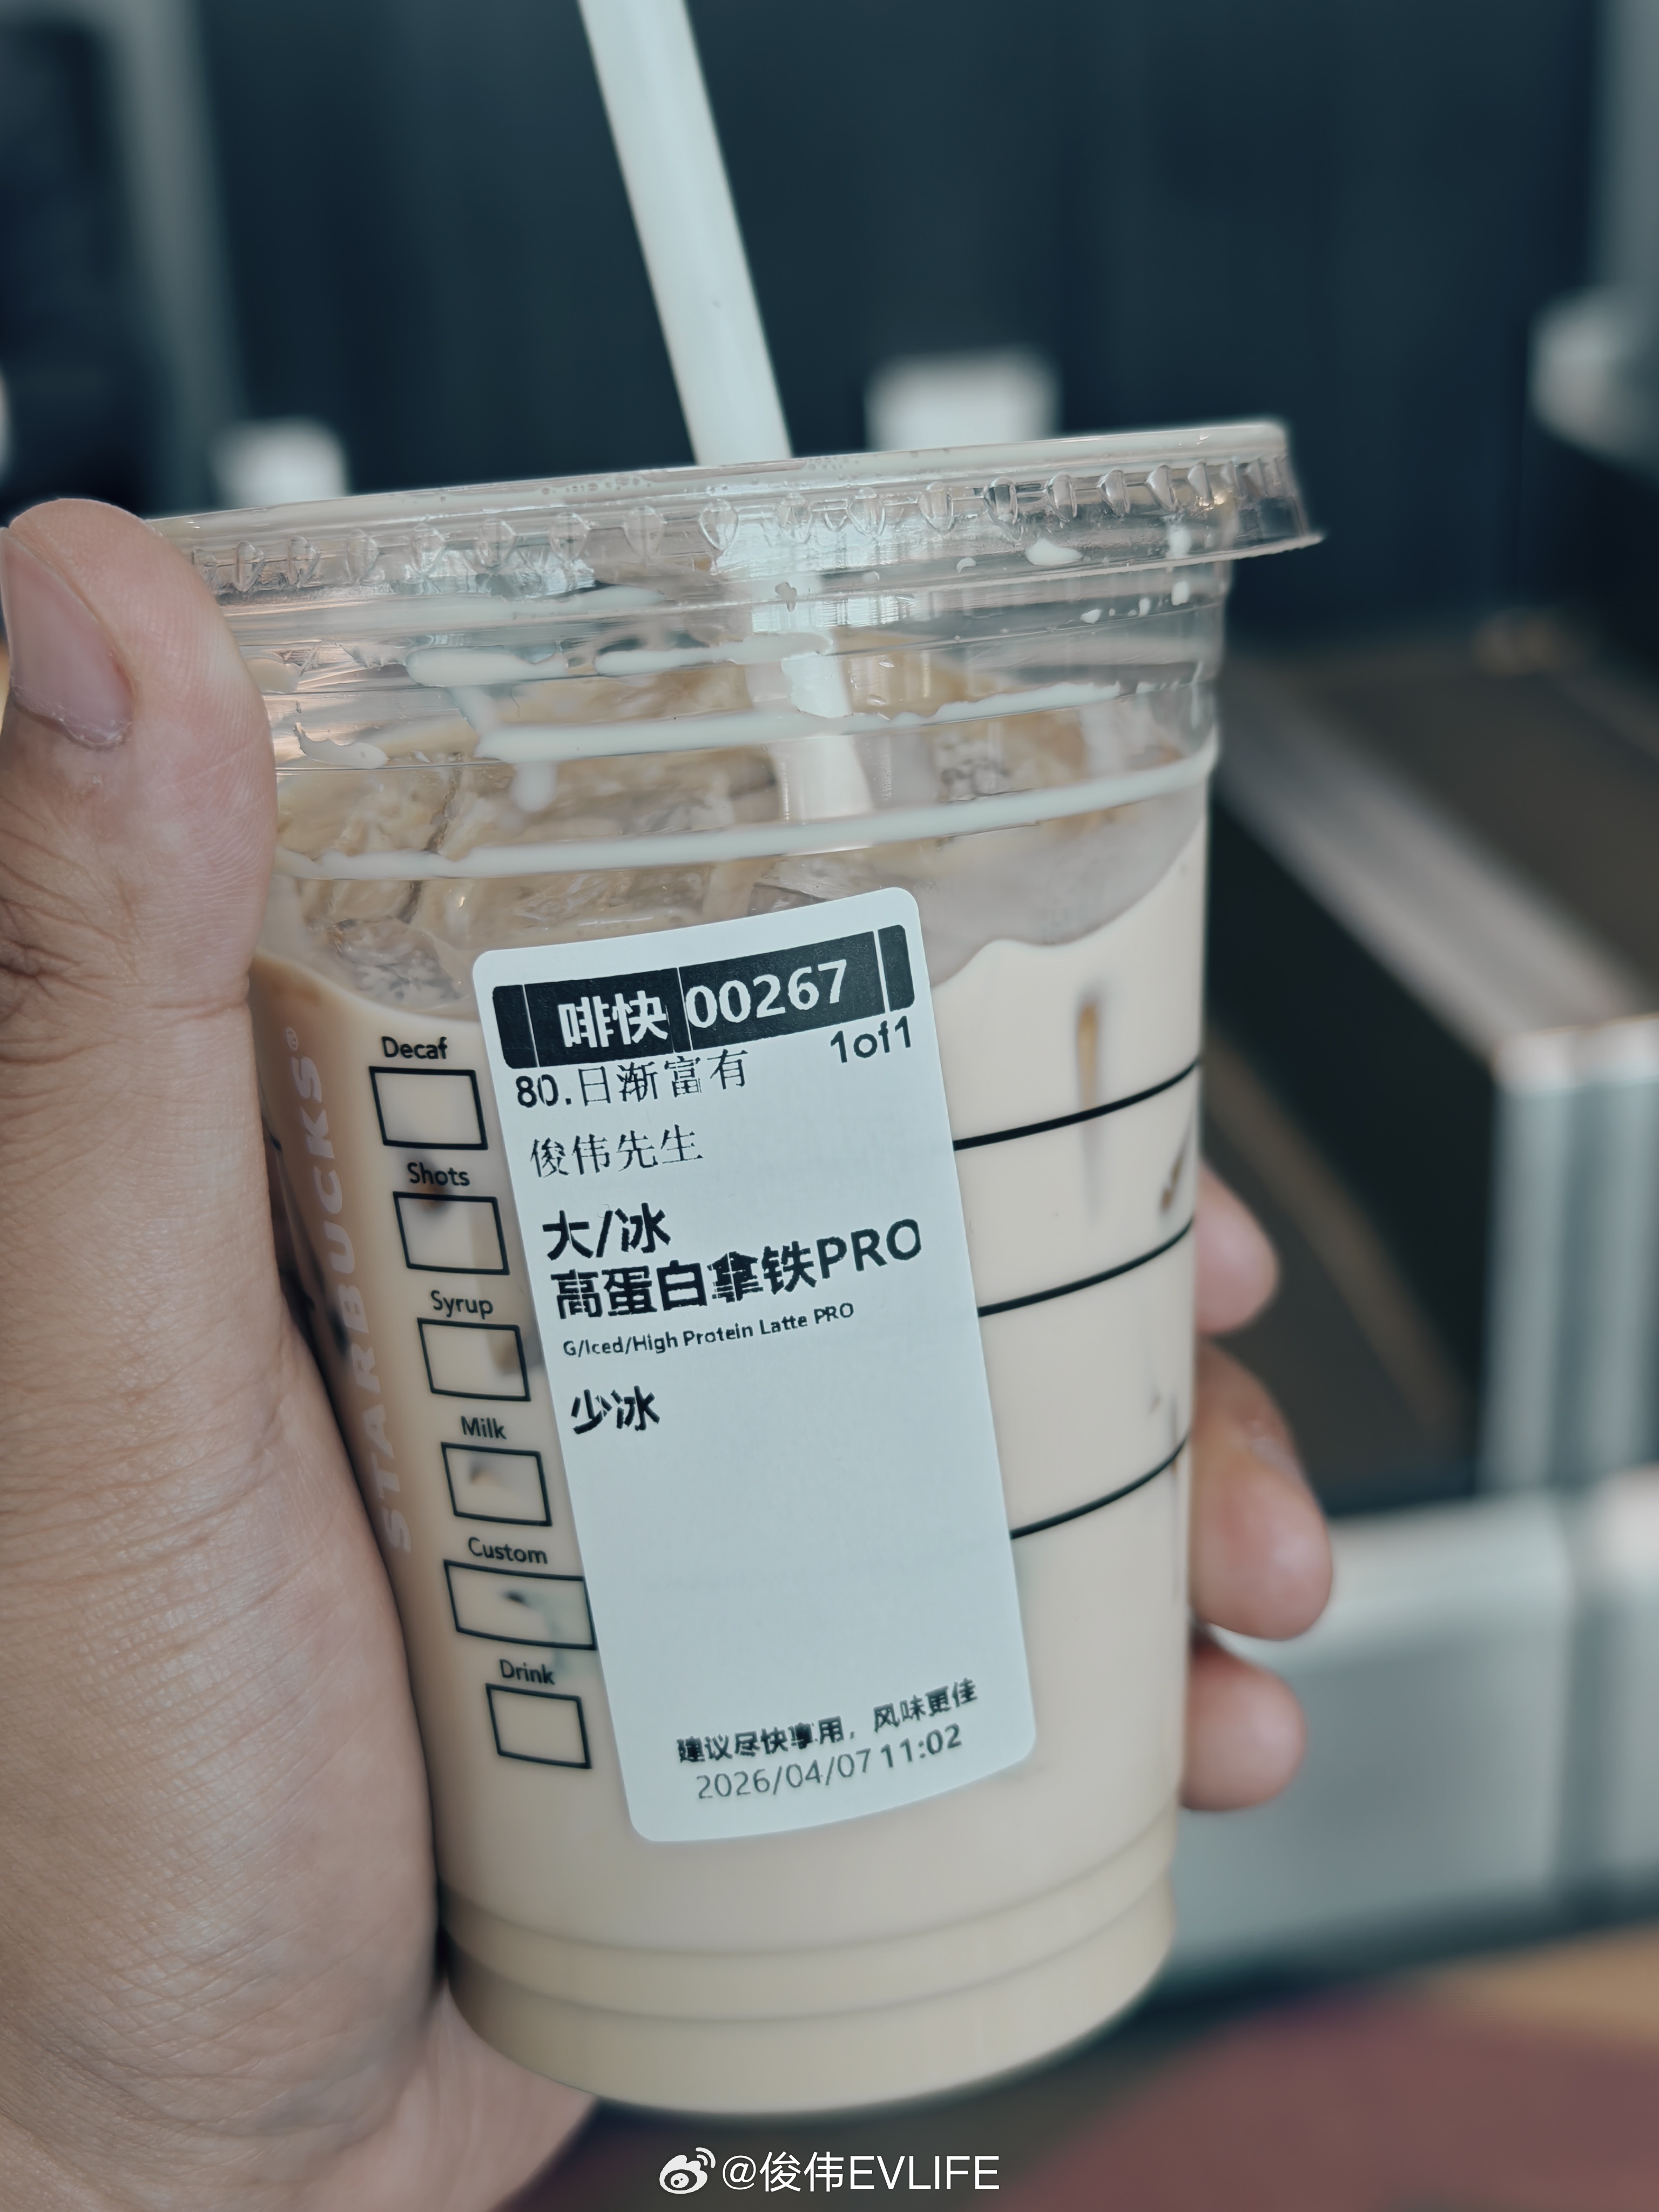 啡快 00267
1of1
80.日渐富有
俊伟先生
大/冰
高蛋白拿铁PRO
G/Iced/High Protein Latte PRO
少冰
建议尽快享用，风味更佳
2026/04/07 11:02
Decaf
Shots
Syrup
Milk
Custom
Drink
STARBUCKS®
@俊伟EVLIFE